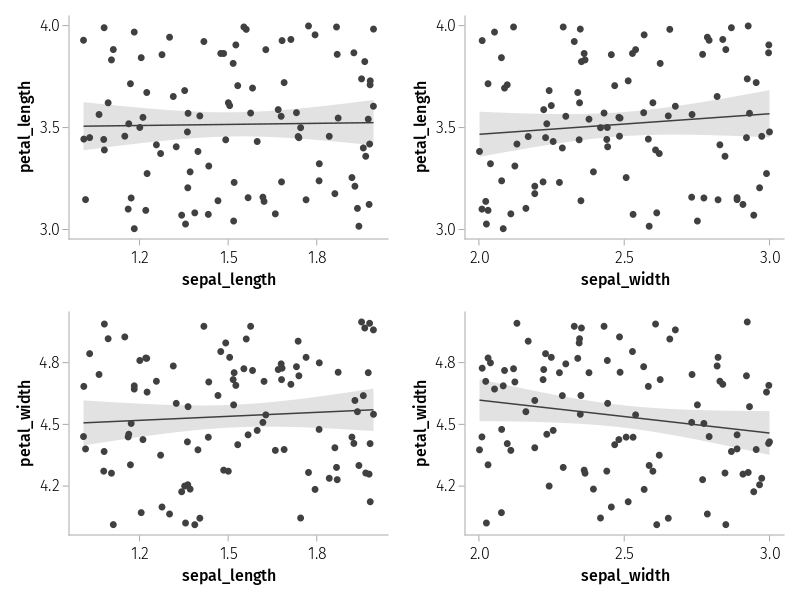 4.0
3.5
3.0
petal_length
1.2 1.5 1.8
sepal_length
4.0
3.5
3.0
petal_length
2.0 2.5 3.0
sepal_width
4.8
4.5
4.2
petal_width
1.2 1.5 1.8
sepal_length
4.8
4.5
4.2
petal_width
2.0 2.5 3.0
sepal_width